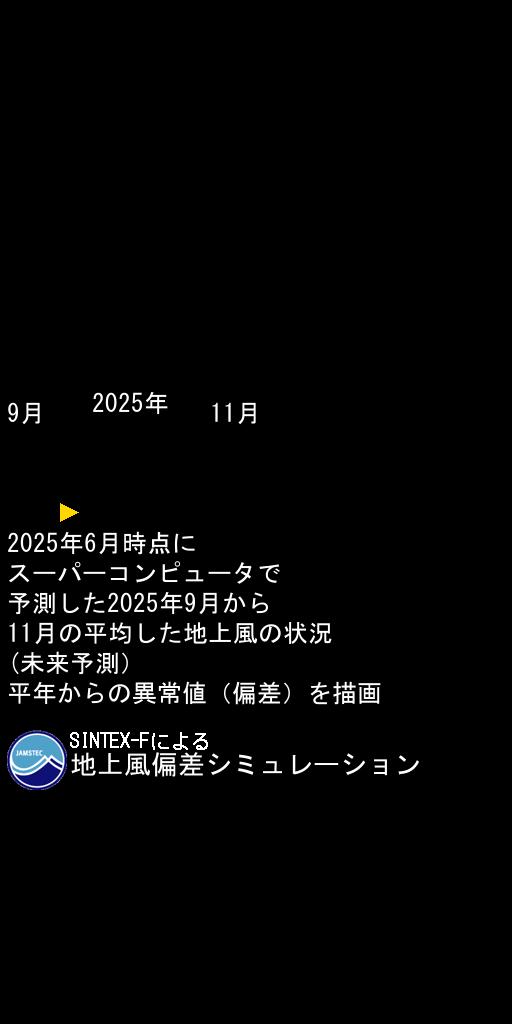 2025年
9月 11月
2025年6月時点に
スーパーコンピュータで
予測した2025年9月から
11月の平均した地上風の状況
(未来予測)
平年からの異常値（偏差）を描画
SINTEX-Fによる
JAMSTEC
地上風偏差シミュレーション